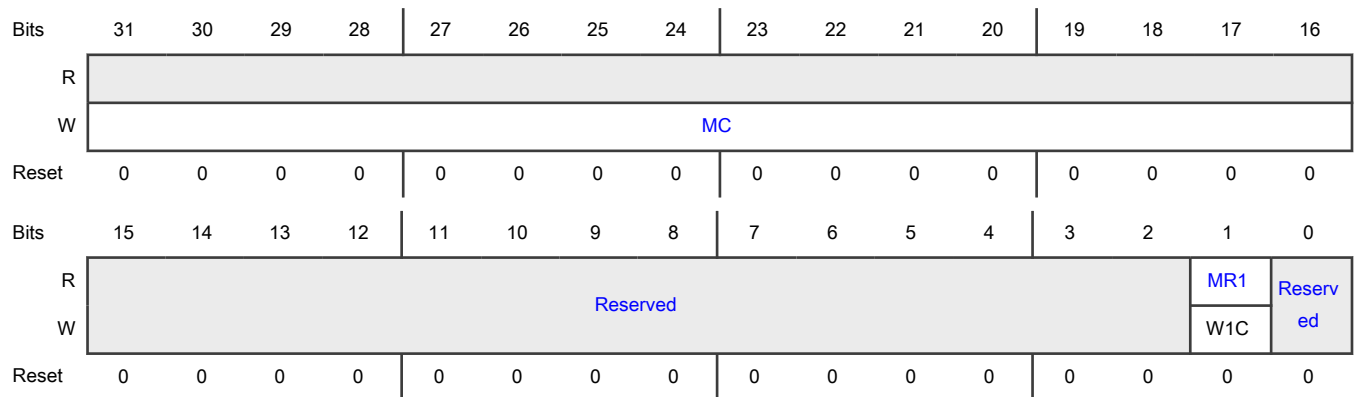 Bits 31 30 29 28 27 26 25 24 23 22 21 20 19 18 17 16
R
W MC
Reset 0 0 0 0 0 0 0 0 0 0 0 0 0 0 0 0
Bits 15 14 13 12 11 10 9 8 7 6 5 4 3 2 1 0
R MR1
Reserved Reserv
ed
W W1C
Reset 0 0 0 0 0 0 0 0 0 0 0 0 0 0 0 0